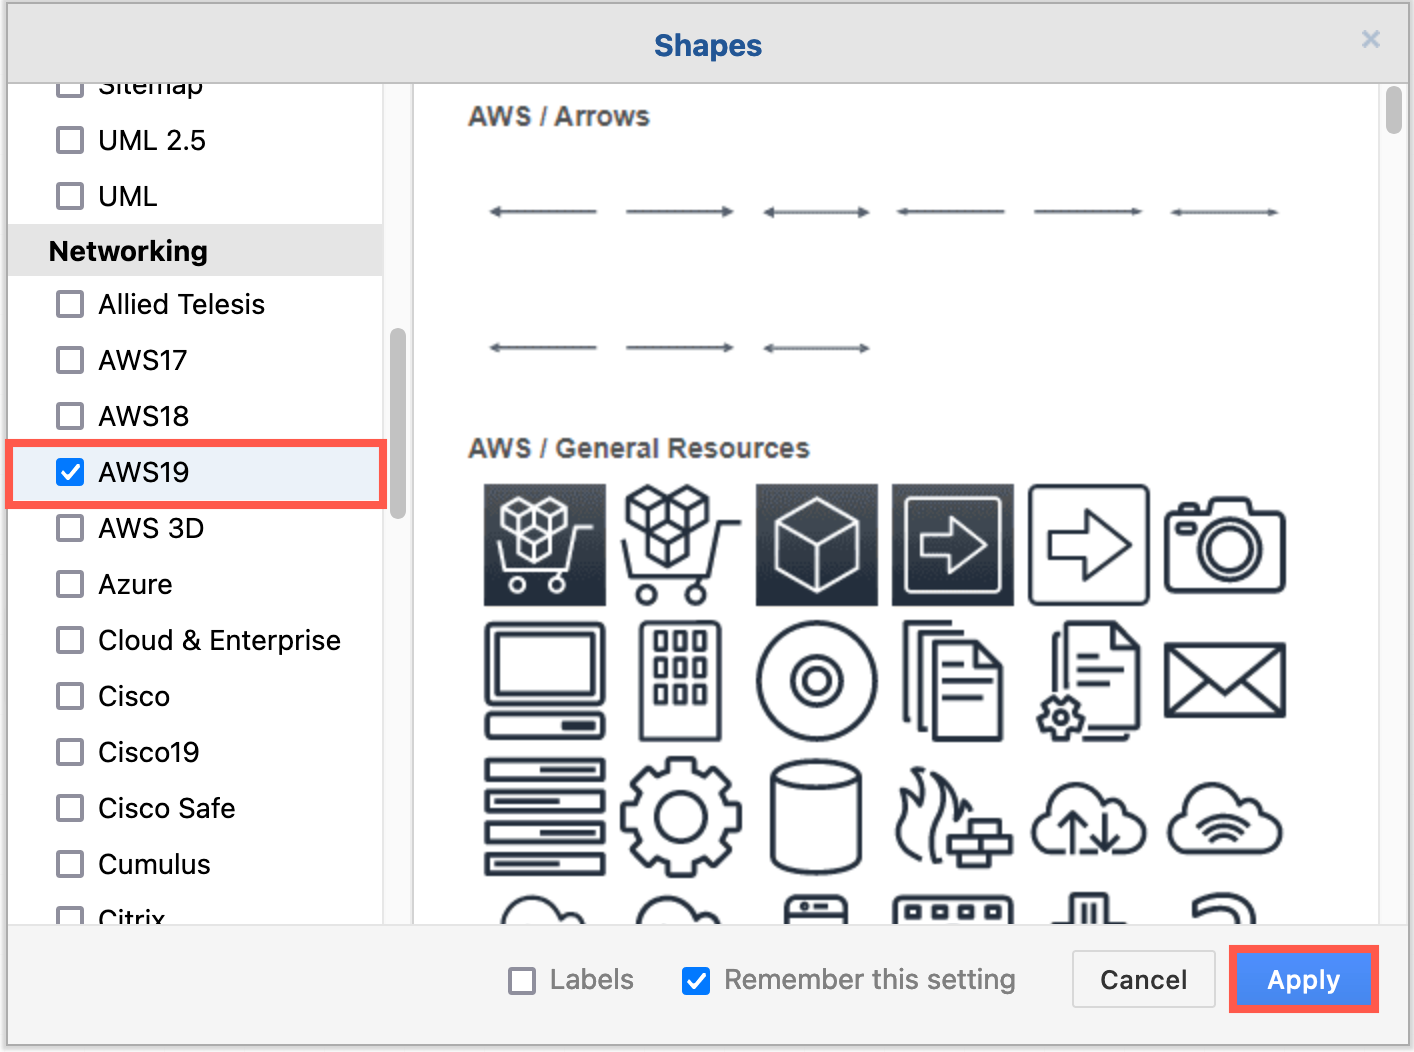 Shapes
Sitemap
UML 2.5
UML
Networking
Allied Telesis
AWS17
AWS18
AWS19
AWS 3D
Azure
Cloud & Enterprise
Cisco
Cisco19
Cisco Safe
Cumulus
Citrix
AWS / Arrows
AWS / General Resources
Labels
Remember this setting
Cancel
Apply